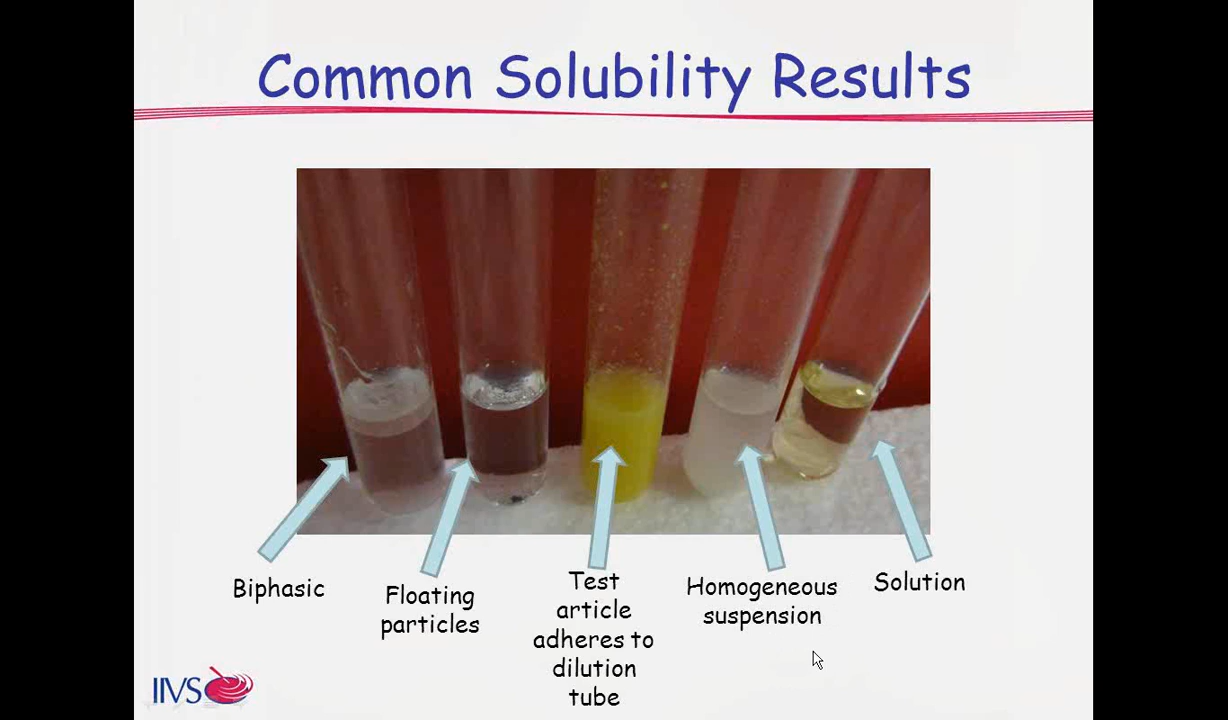 Common Solubility Results
Biphasic
Floating
particles
Test
article
adheres to
dilution
tube
Homogeneous
suspension
Solution
IIVS